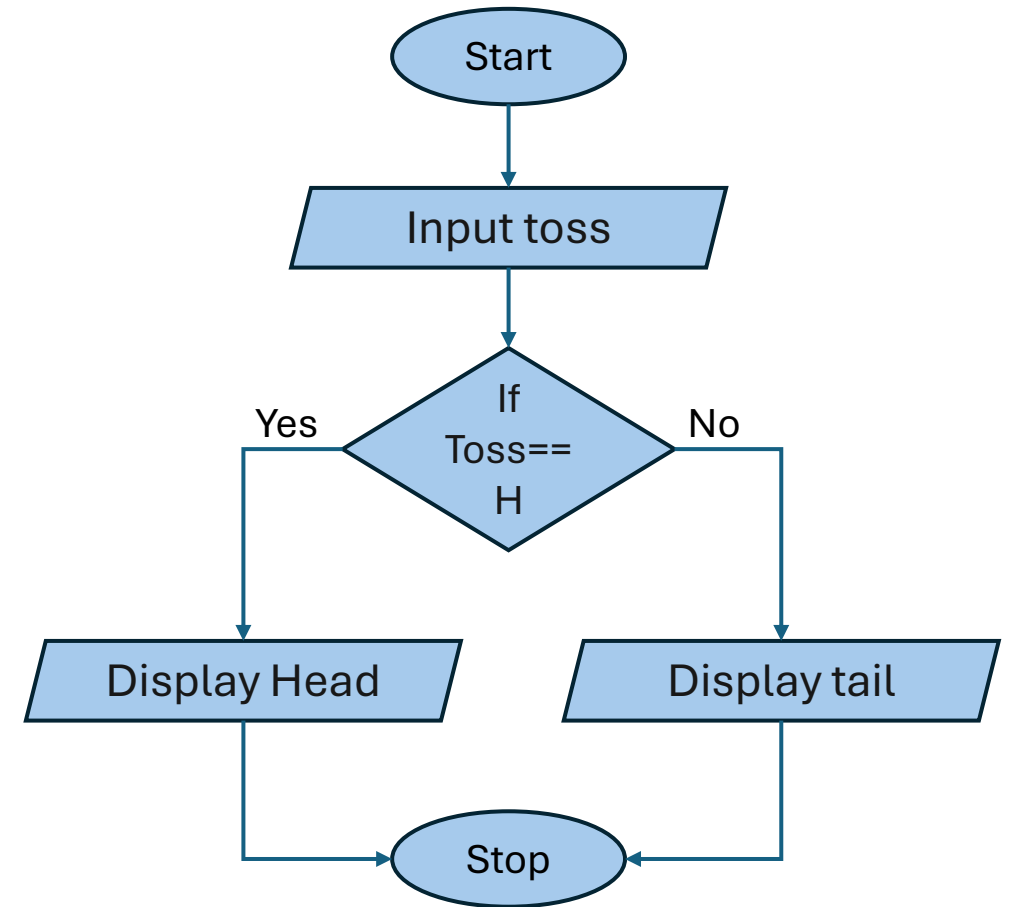 Start
Input toss
If
Toss==
H
Yes
No
Display Head
Display tail
Stop